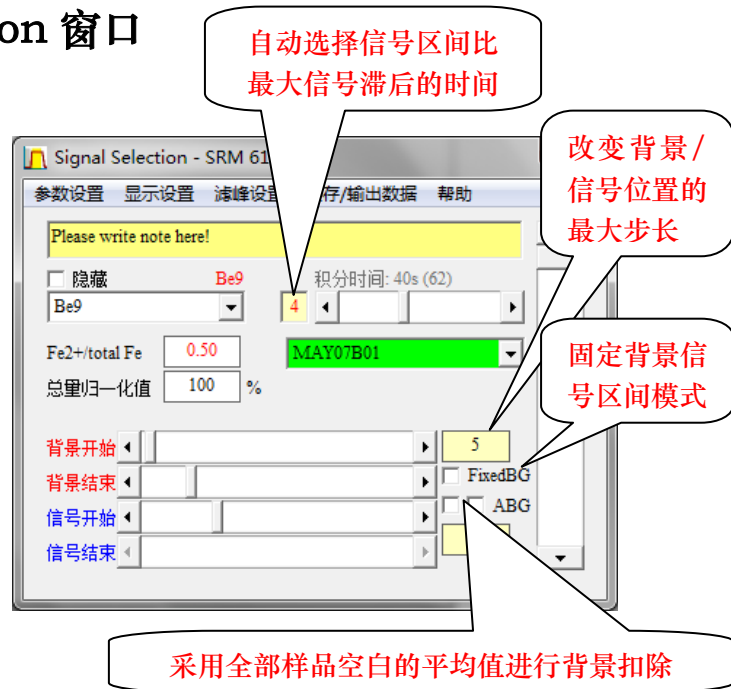 on 窗口
自动选择信号区间比
最大信号滞后的时间
Signal Selection - SRM 61
改变背景/
信号位置的
最大步长
参数设置 显示设置 滤峰设置 存/输出数据 帮助
Please write note here!
隐藏 Be9 积分时间: 40s (62)
Be9 4
Fe2+/total Fe 0.50 MAY07B01
总量归一化值 100 %
固定背景信
号区间模式
背景开始 5
背景结束 FixedBG
信号开始 ABG
信号结束
采用全部样品空白的平均值进行背景扣除